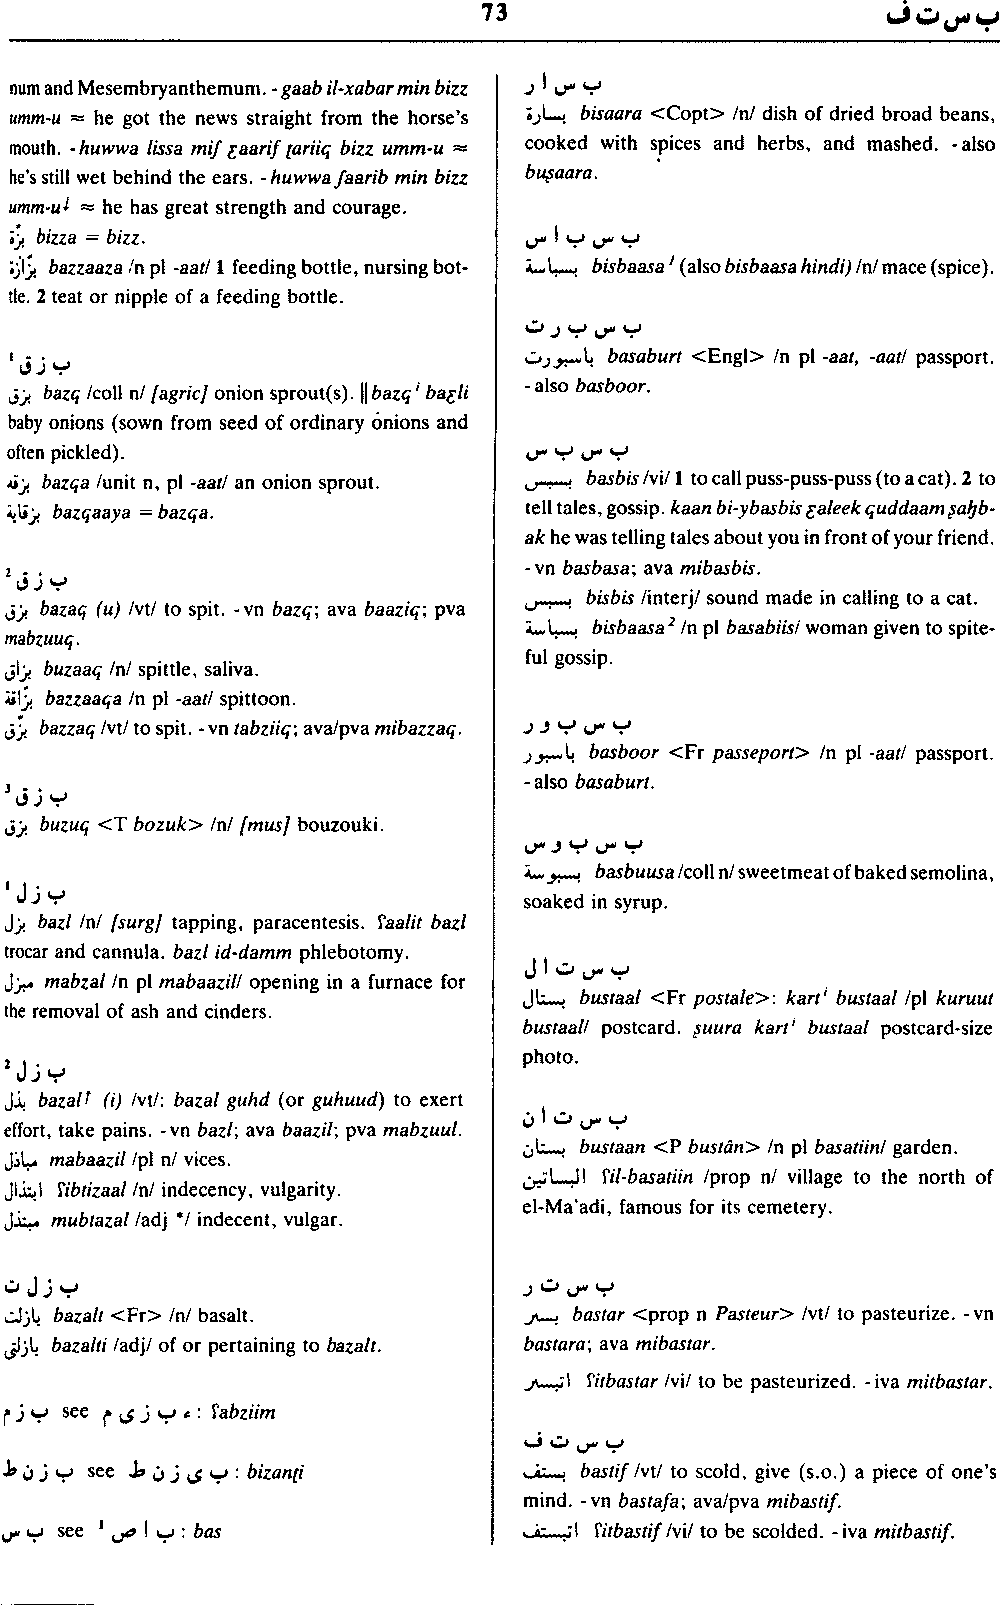 73
ب س ت ف
num and Mesembryanthemum. - gaab il-xabar min bizz
umm-u ≈ he got the news straight from the horse's
mouth. - huwwa lissa miʃ ɛaarif ṭariiq bizz umm-u ≈
he's still wet behind the ears. - huwwa ʃaarib min bizz
umm-u↓ ≈ he has great strength and courage.
بزّة bizza = bizz.
بزّازة bazzaaza /n pl -aat/ 1 feeding bottle, nursing bot-
tle. 2 teat or nipple of a feeding bottle.
ب ز ق ¹
بزق bazq /coll n/ [agric] onion sprout(s). ‖ bazqⁱ baɛli
baby onions (sown from seed of ordinary onions and
often pickled).
بزقه bazqa /unit n, pl -aat/ an onion sprout.
بزقاية bazqaaya = bazqa.
ب ز ق ²
بزق bazaq (u) /vt/ to spit. - vn bazq; ava baaziq; pva
mabzuuq.
بزاق buzaaq /n/ spittle, saliva.
بزّاقة bazzaaqa /n pl -aat/ spittoon.
بزّق bazzaq /vt/ to spit. - vn tabziiq; ava/pva mibazzaq.
ب ز ق ³
بزق buzuq <T bozuk> /n/ [mus] bouzouki.
ب ز ل ¹
بزل bazl /n/ [surg] tapping, paracentesis. ʕaalit bazl
trocar and cannula. bazl id-damm phlebotomy.
مبزل mabzal /n pl mabaazil/ opening in a furnace for
the removal of ash and cinders.
ب ز ل ²
بذل bazal↑ (i) /vt/: bazal guhd (or guhuud) to exert
effort, take pains. - vn bazl; ava baazil; pva mabzuul.
مباذل mabaazil /pl n/ vices.
ابتذال ʕibtizaal /n/ indecency, vulgarity.
مبتذل mubtazal /adj */ indecent, vulgar.
ب ز ل ت
بازلت bazalt <Fr> /n/ basalt.
بازلتي bazalti /adj/ of or pertaining to bazalt.
ب ز م see ء ب ز ي م : ʕabziim
ب ز ن ط see ب ي ز ن ط : bizanṭi
ب س see ب ا ص ¹ : bas
ب س ا ر
بسارة bisaara <Copt> /n/ dish of dried broad beans,
cooked with spices and herbs, and mashed. - also
buṣaara.
ب س ب ا س
بسباسة bisbaasa¹ (also bisbaasa hindi) /n/ mace (spice).
ب س ب ر ت
باسبورت basaburt <Engl> /n pl -aat, -aat/ passport.
- also basboor.
ب س ب س
بسبس basbis /vi/ 1 to call puss-puss-puss (to a cat). 2 to
tell tales, gossip. kaan bi-ybasbis ɛaleek quddaam ṣaḥb-
ak he was telling tales about you in front of your friend.
- vn basbasa; ava mibasbis.
بسبس bisbis /interj/ sound made in calling to a cat.
بسباسة bisbaasa² /n pl basabiis/ woman given to spite-
ful gossip.
ب س ب و ر
باسبور basboor <Fr passeport> /n pl -aat/ passport.
- also basaburt.
ب س ب و س
بسبوسة basbuusa /coll n/ sweetmeat of baked semolina,
soaked in syrup.
ب س ت ا ل
بستال bustaal <Fr postale>: kartⁱ bustaal /pl kuruut
bustaal/ postcard. ṣuura kartⁱ bustaal postcard-size
photo.
ب س ت ا ن
بستان bustaan <P bustân> /n pl basatiin/ garden.
البساتين ʕil-basatiin /prop n/ village to the north of
el-Ma'adi, famous for its cemetery.
ب س ت ر
بستر bastar <prop n Pasteur> /vt/ to pasteurize. - vn
bastara; ava mibastar.
اتبستر ʕitbastar /vi/ to be pasteurized. - iva mitbastar.
ب س ت ف
بستف bastif /vt/ to scold, give (s.o.) a piece of one's
mind. - vn bastafa; ava/pva mibastif.
اتبستف ʕitbastif /vi/ to be scolded. - iva mitbastif.